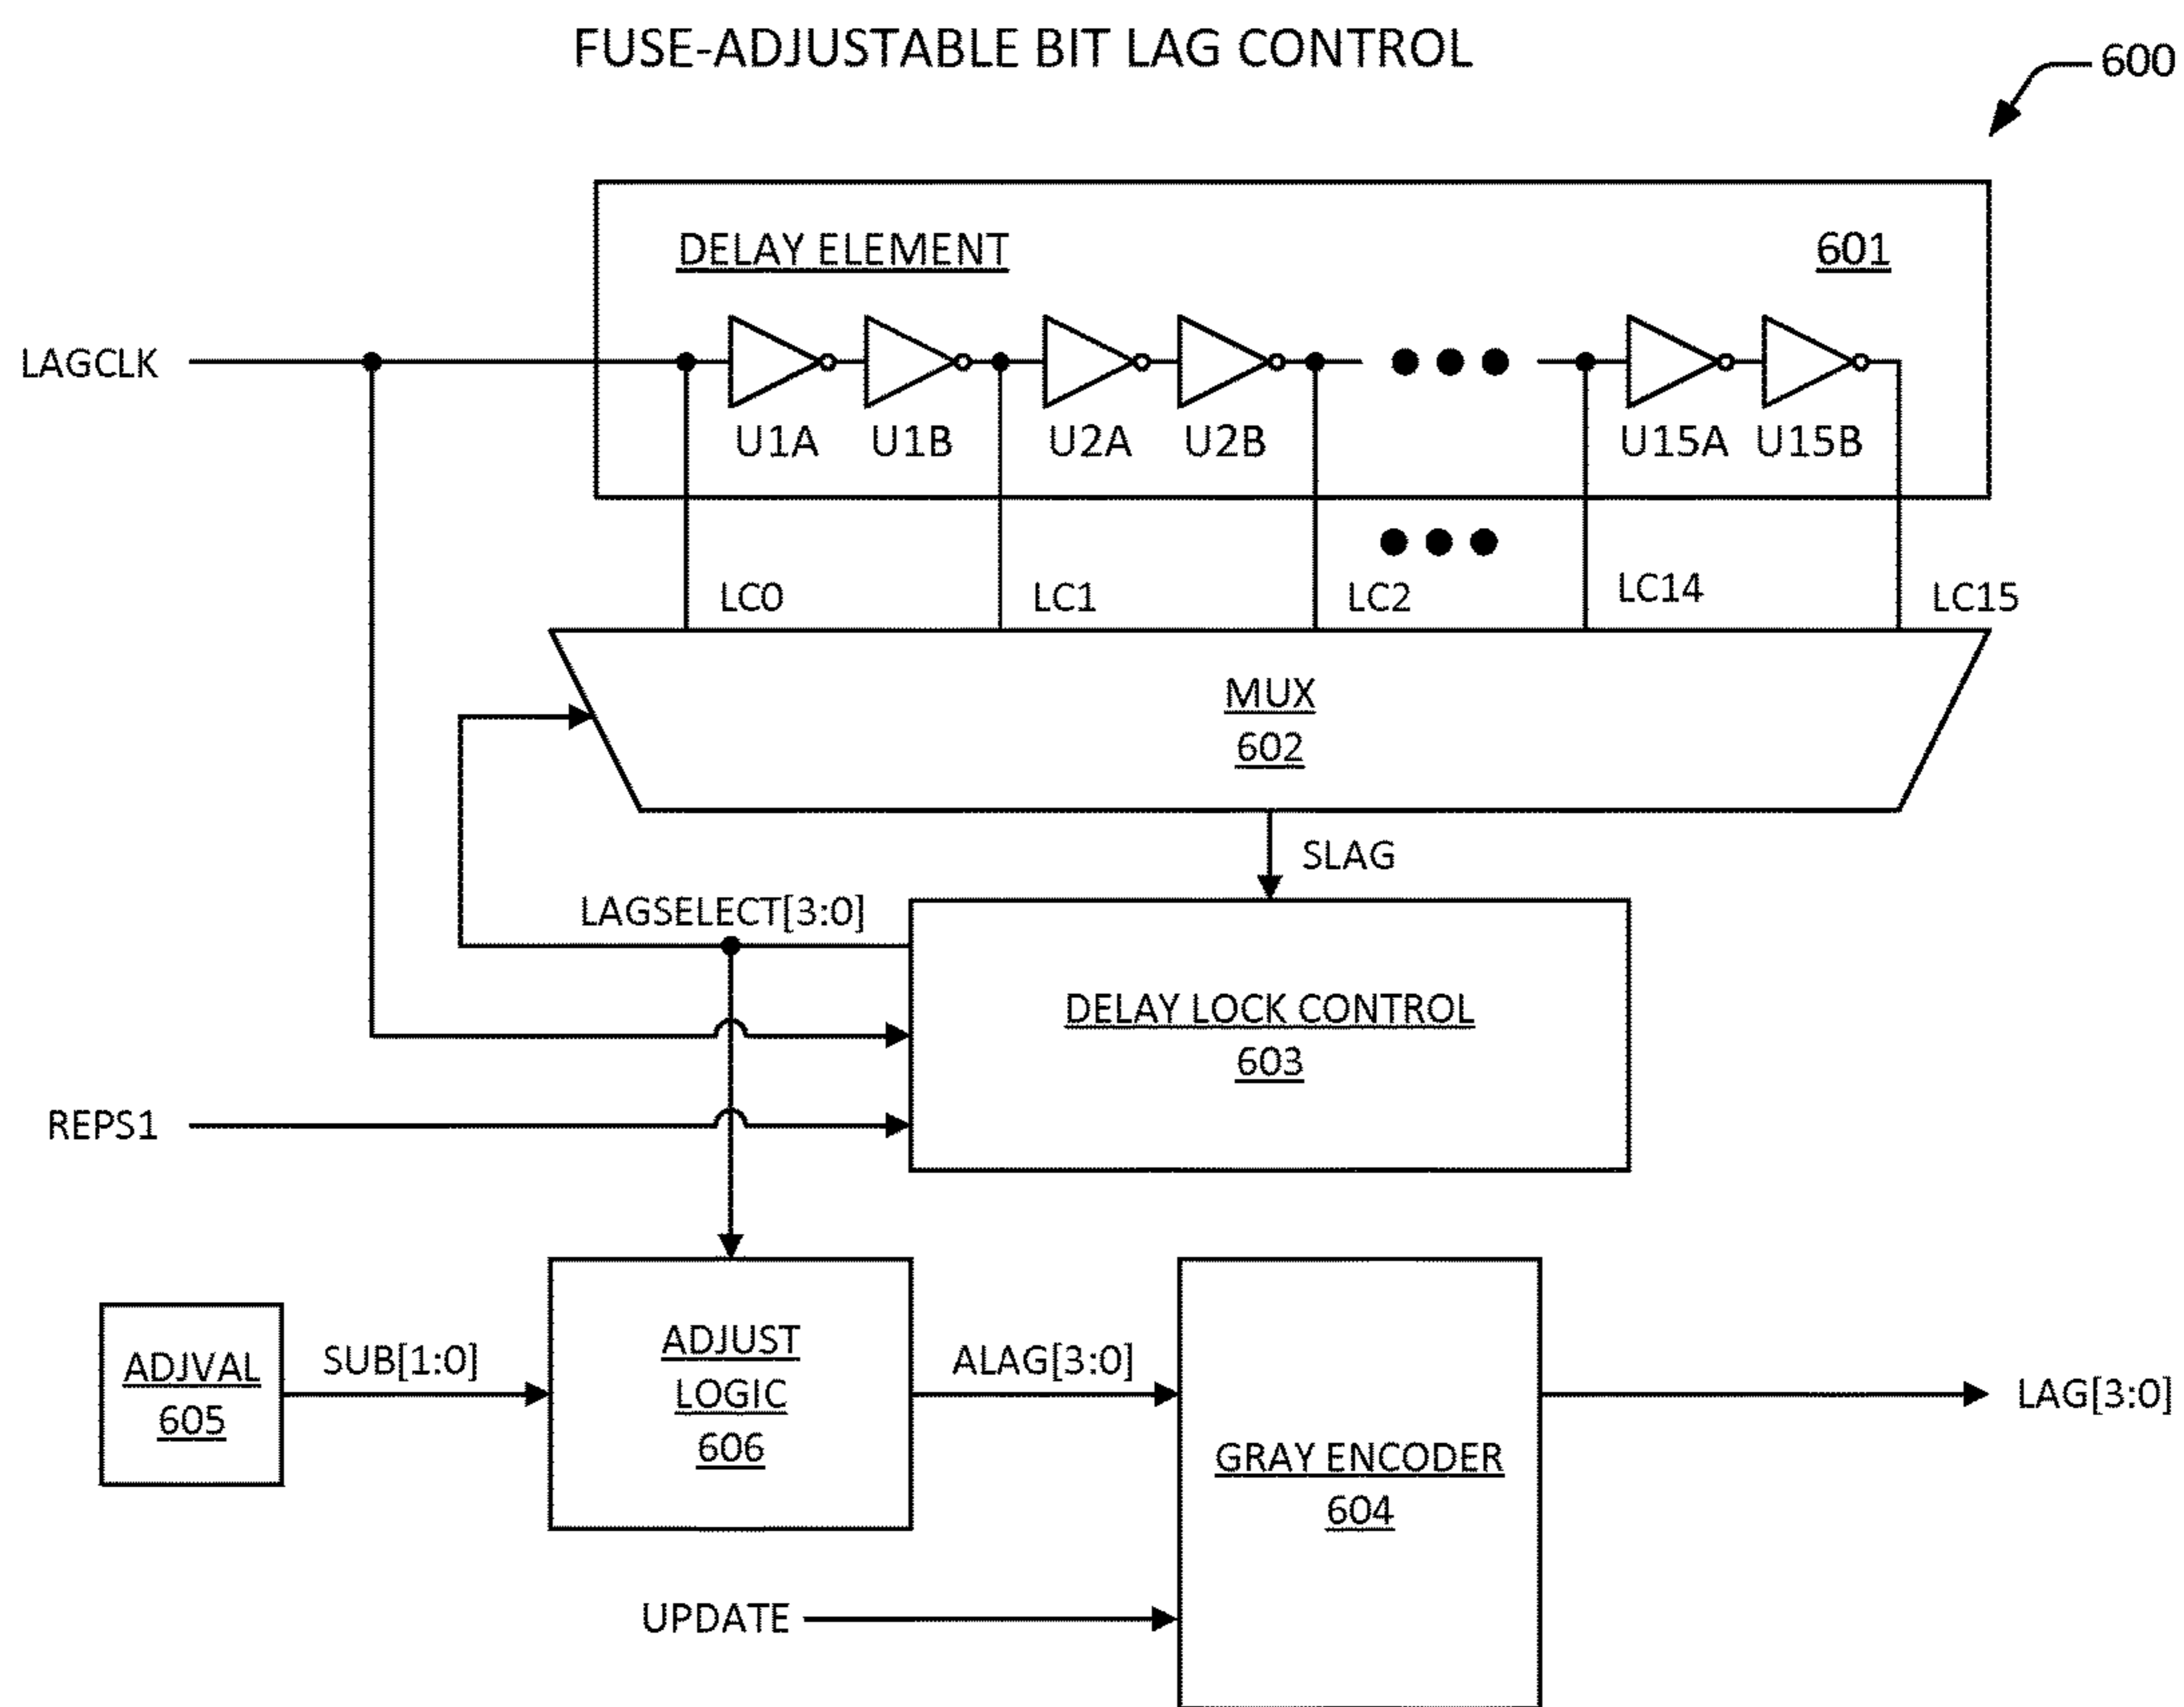 FUSE-ADJUSTABLE BIT LAG CONTROL
600
DELAY ELEMENT
601
LAGCLK
U1A
U1B
U2A
U2B
U15A
U15B
LC0
LC1
LC2
LC14
LC15
MUX
602
SLAG
LAGSELECT[3:0]
DELAY LOCK CONTROL
603
REPS1
ADJVAL
605
SUB[1:0]
ADJUST
LOGIC
606
ALAG[3:0]
GRAY ENCODER
604
LAG[3:0]
UPDATE